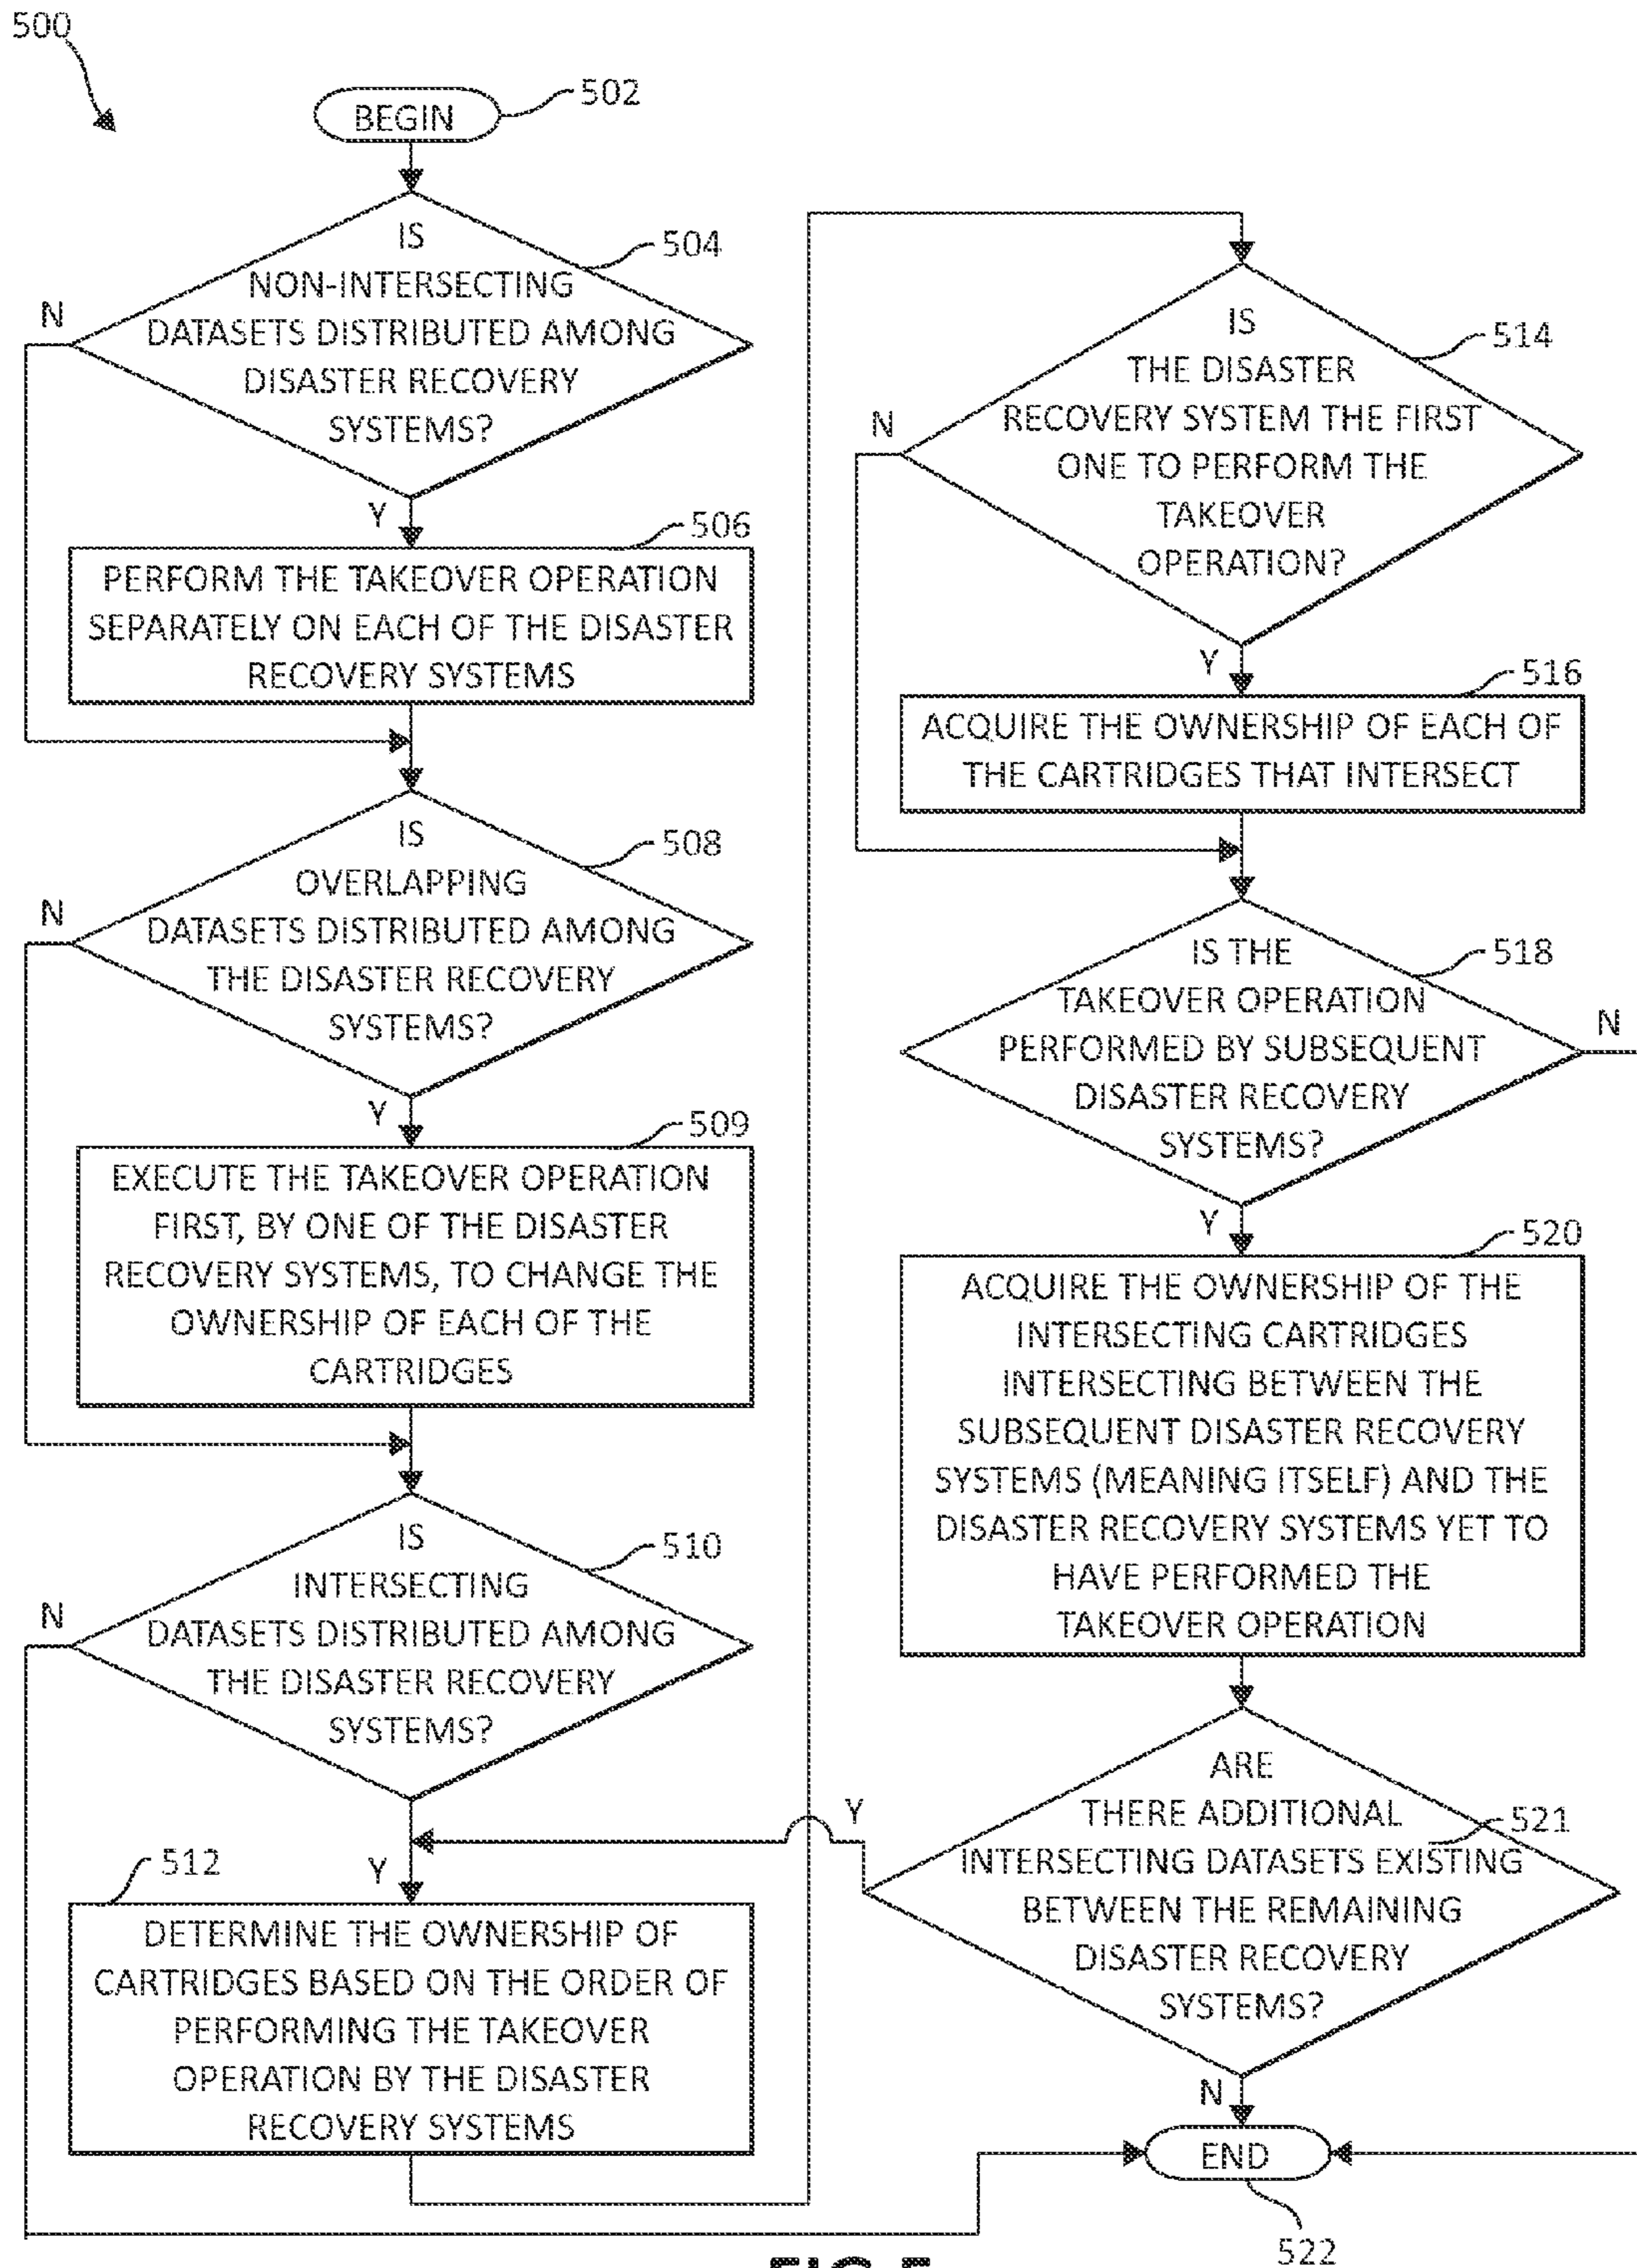 500
BEGIN
502
IS
NON-INTERSECTING
DATASETS DISTRIBUTED AMONG
DISASTER RECOVERY
SYSTEMS?
504
N
Y
506
PERFORM THE TAKEOVER OPERATION
SEPARATELY ON EACH OF THE DISASTER
RECOVERY SYSTEMS
IS
OVERLAPPING
DATASETS DISTRIBUTED AMONG
THE DISASTER RECOVERY
SYSTEMS?
508
N
Y
509
EXECUTE THE TAKEOVER OPERATION
FIRST, BY ONE OF THE DISASTER
RECOVERY SYSTEMS, TO CHANGE THE
OWNERSHIP OF EACH OF THE
CARTRIDGES
IS
INTERSECTING
DATASETS DISTRIBUTED AMONG
THE DISASTER RECOVERY
SYSTEMS?
510
N
Y
512
DETERMINE THE OWNERSHIP OF
CARTRIDGES BASED ON THE ORDER OF
PERFORMING THE TAKEOVER
OPERATION BY THE DISASTER
RECOVERY SYSTEMS
IS
THE DISASTER
RECOVERY SYSTEM THE FIRST
ONE TO PERFORM THE
TAKEOVER
OPERATION?
514
N
Y
516
ACQUIRE THE OWNERSHIP OF EACH OF
THE CARTRIDGES THAT INTERSECT
IS THE
TAKEOVER OPERATION
PERFORMED BY SUBSEQUENT
DISASTER RECOVERY
SYSTEMS?
518
N
Y
520
ACQUIRE THE OWNERSHIP OF THE
INTERSECTING CARTRIDGES
INTERSECTING BETWEEN THE
SUBSEQUENT DISASTER RECOVERY
SYSTEMS (MEANING ITSELF) AND THE
DISASTER RECOVERY SYSTEMS YET TO
HAVE PERFORMED THE
TAKEOVER OPERATION
ARE
THERE ADDITIONAL
INTERSECTING DATASETS EXISTING
BETWEEN THE REMAINING
DISASTER RECOVERY
SYSTEMS?
521
Y
N
END
522